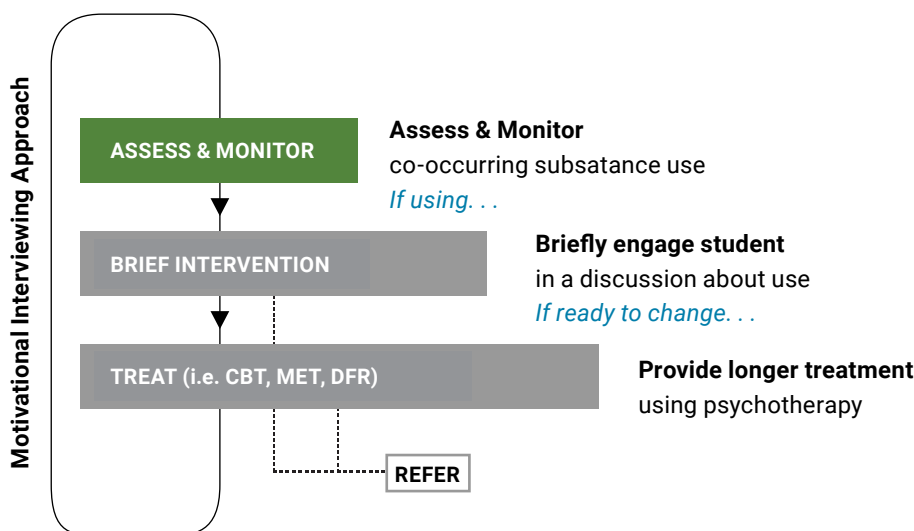 Motivational Interviewing Approach
ASSESS & MONITOR
Assess & Monitor
co-occurring subsatance use
If using. . .
BRIEF INTERVENTION
Briefly engage student
in a discussion about use
If ready to change. . .
TREAT (i.e. CBT, MET, DFR)
Provide longer treatment
using psychotherapy
REFER